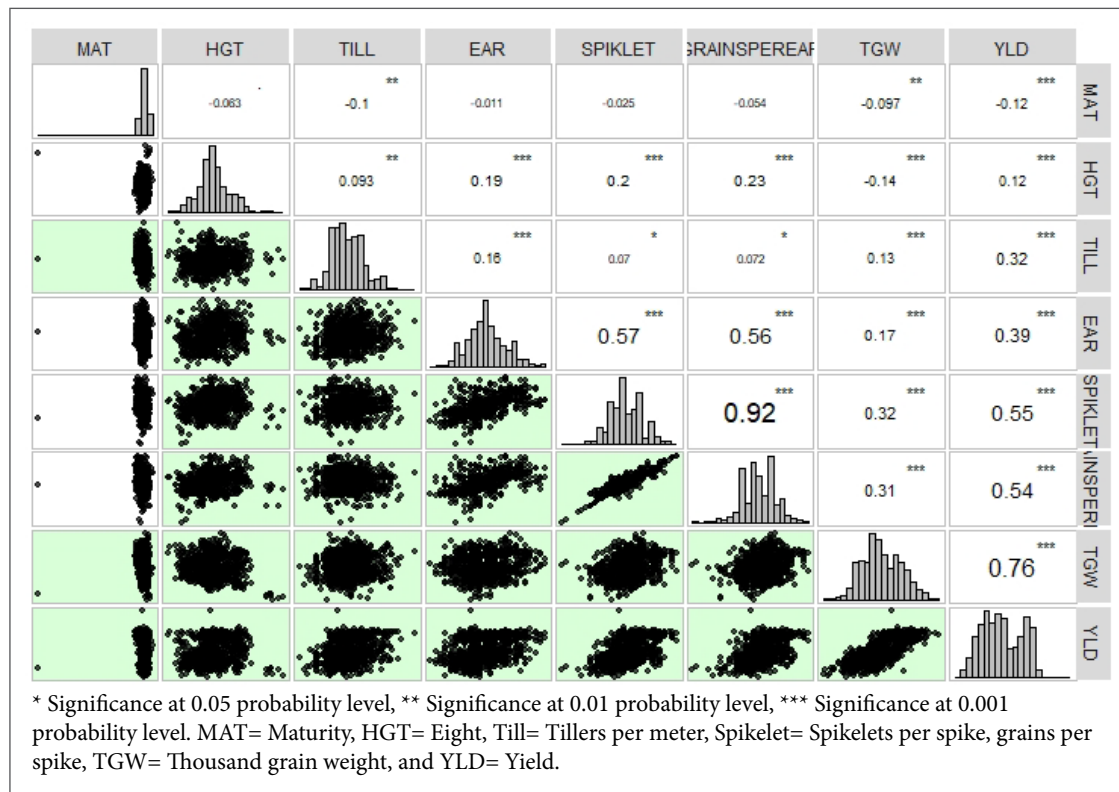 MAT HGT TILL EAR SPIKLET GRAINSPEREAF TGW YLD
-0.063 . -0.1 ** -0.011 -0.025 -0.054 -0.097 ** -0.12 *** MAT
0.093 ** 0.19 *** 0.2 *** 0.23 *** -0.14 *** 0.12 *** HGT
0.16 *** 0.07 * 0.072 * 0.13 *** 0.32 *** TILL
0.57 *** 0.56 *** 0.17 *** 0.39 *** EAR
0.92 *** 0.32 *** 0.55 *** SPIKLET
0.31 *** 0.54 *** AINSPERI
0.76 *** TGW
YLD
* Significance at 0.05 probability level, ** Significance at 0.01 probability level, *** Significance at 0.001
probability level. MAT= Maturity, HGT= Eight, Till= Tillers per meter, Spikelet= Spikelets per spike, grains per
spike, TGW= Thousand grain weight, and YLD= Yield.